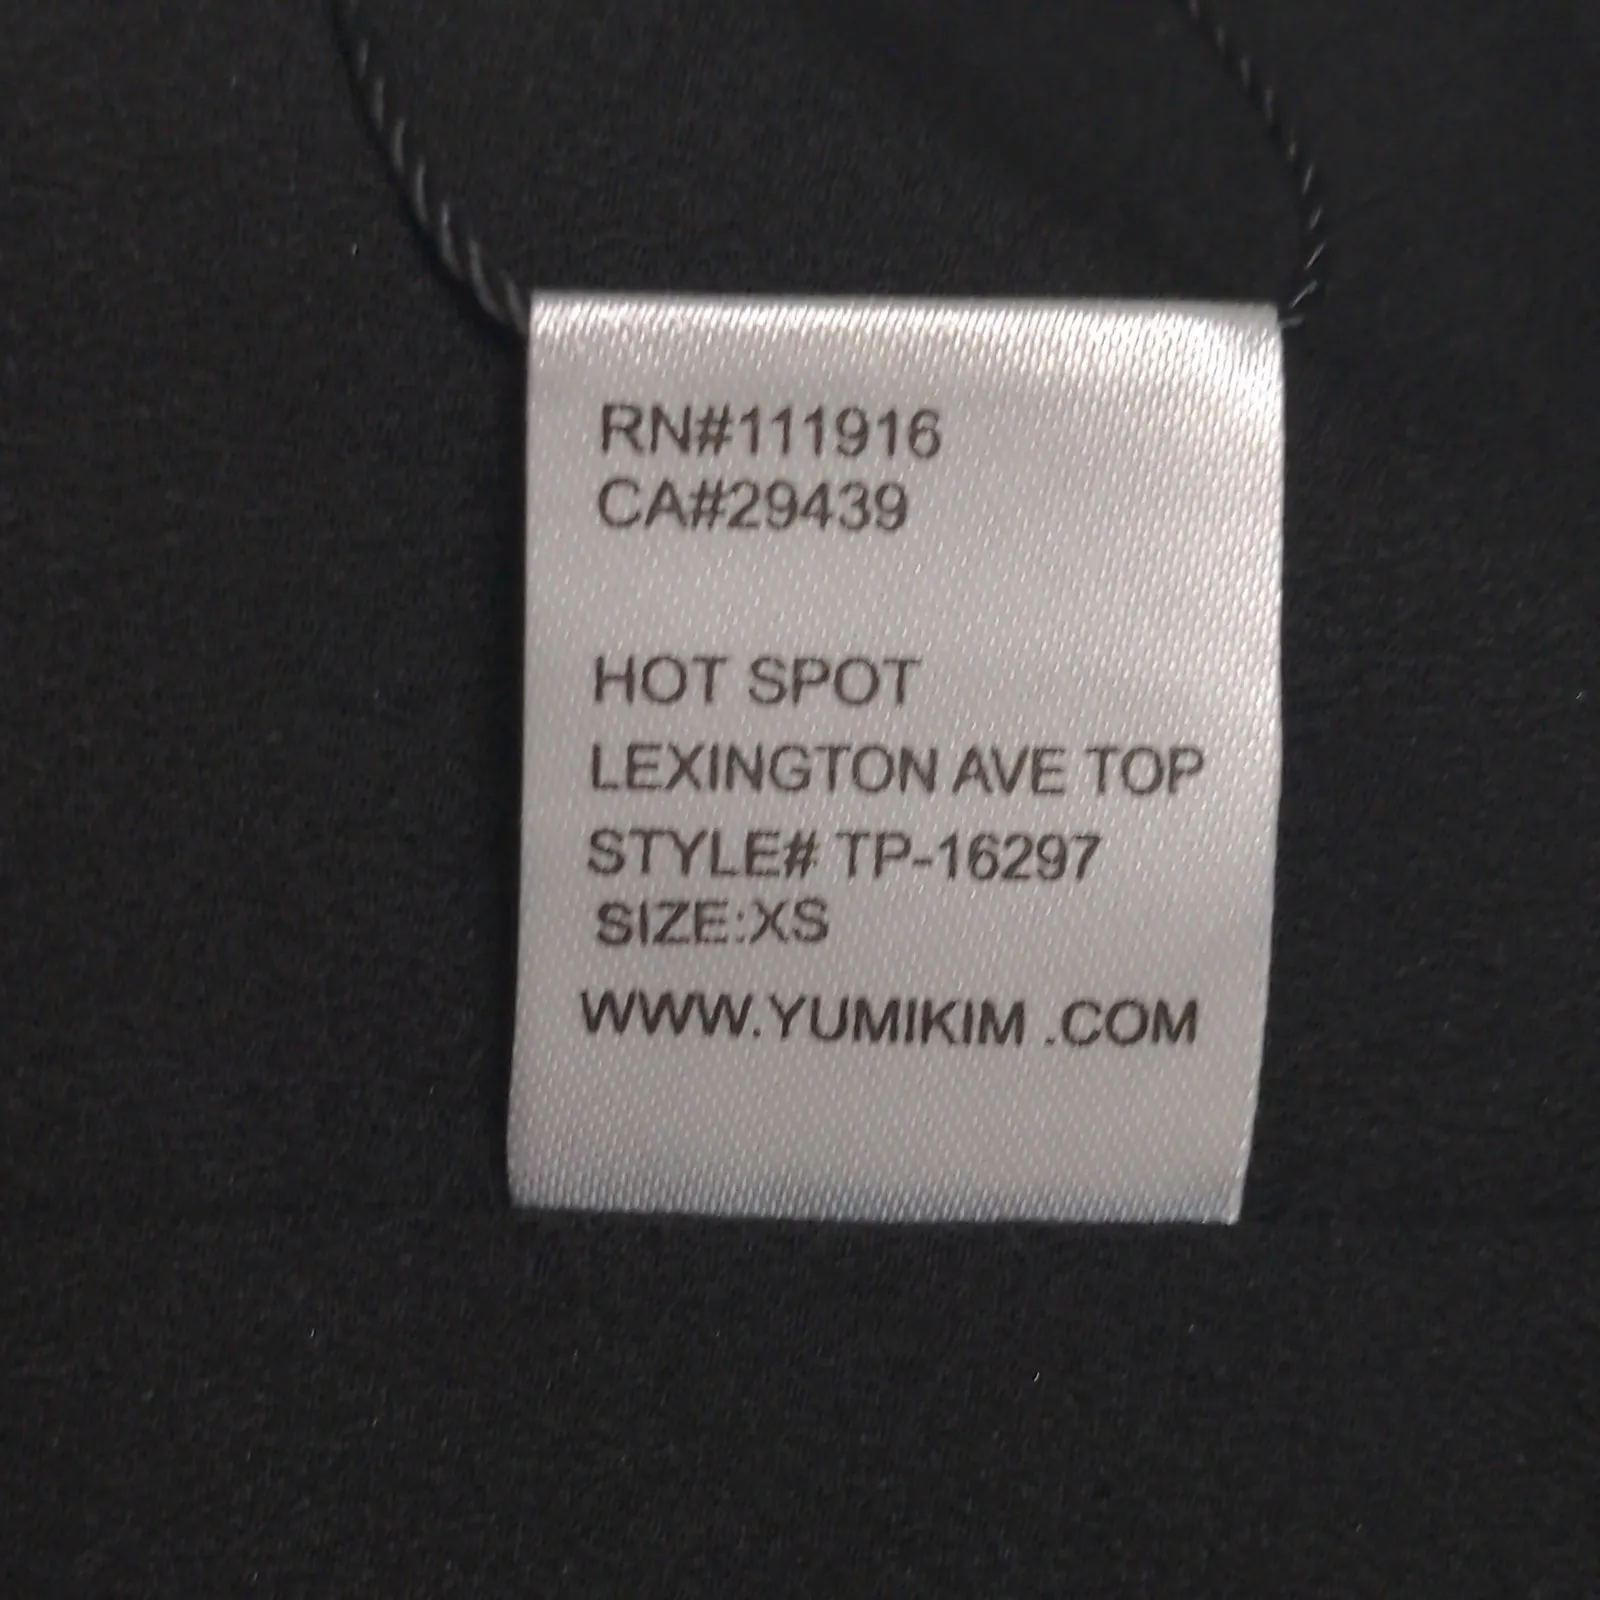 RN#111916
CA#29439
HOT SPOT
LEXINGTON AVE TOP
STYLE# TP-16297
SIZE:XS
WWW.YUMIKIM .COM